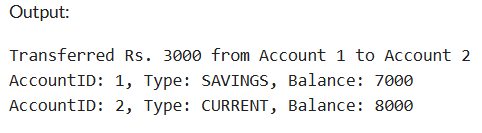 Output:
Transferred Rs. 3000 from Account 1 to Account 2
AccountID: 1, Type: SAVINGS, Balance: 7000
AccountID: 2, Type: CURRENT, Balance: 8000